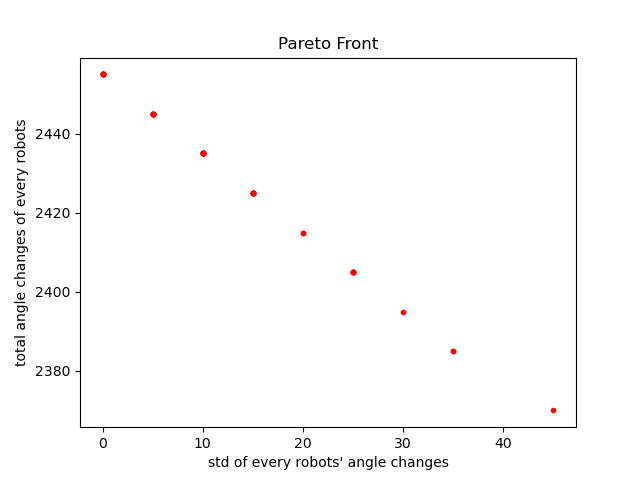 Pareto Front
total angle changes of every robots
2440
2420
2400
2380
0 10 20 30 40
std of every robots' angle changes